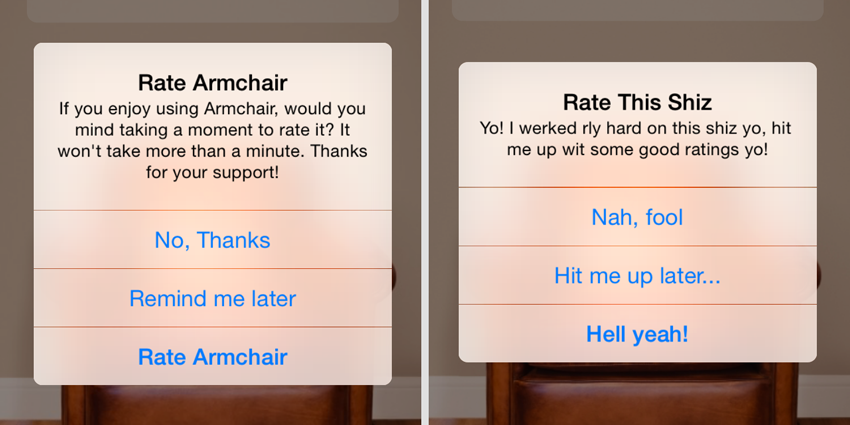 Rate Armchair
If you enjoy using Armchair, would you
mind taking a moment to rate it? It
won't take more than a minute. Thanks
for your support!
No, Thanks
Remind me later
Rate Armchair
Rate This Shiz
Yo! I werked rly hard on this shiz yo, hit
me up wit some good ratings yo!
Nah, fool
Hit me up later...
Hell yeah!